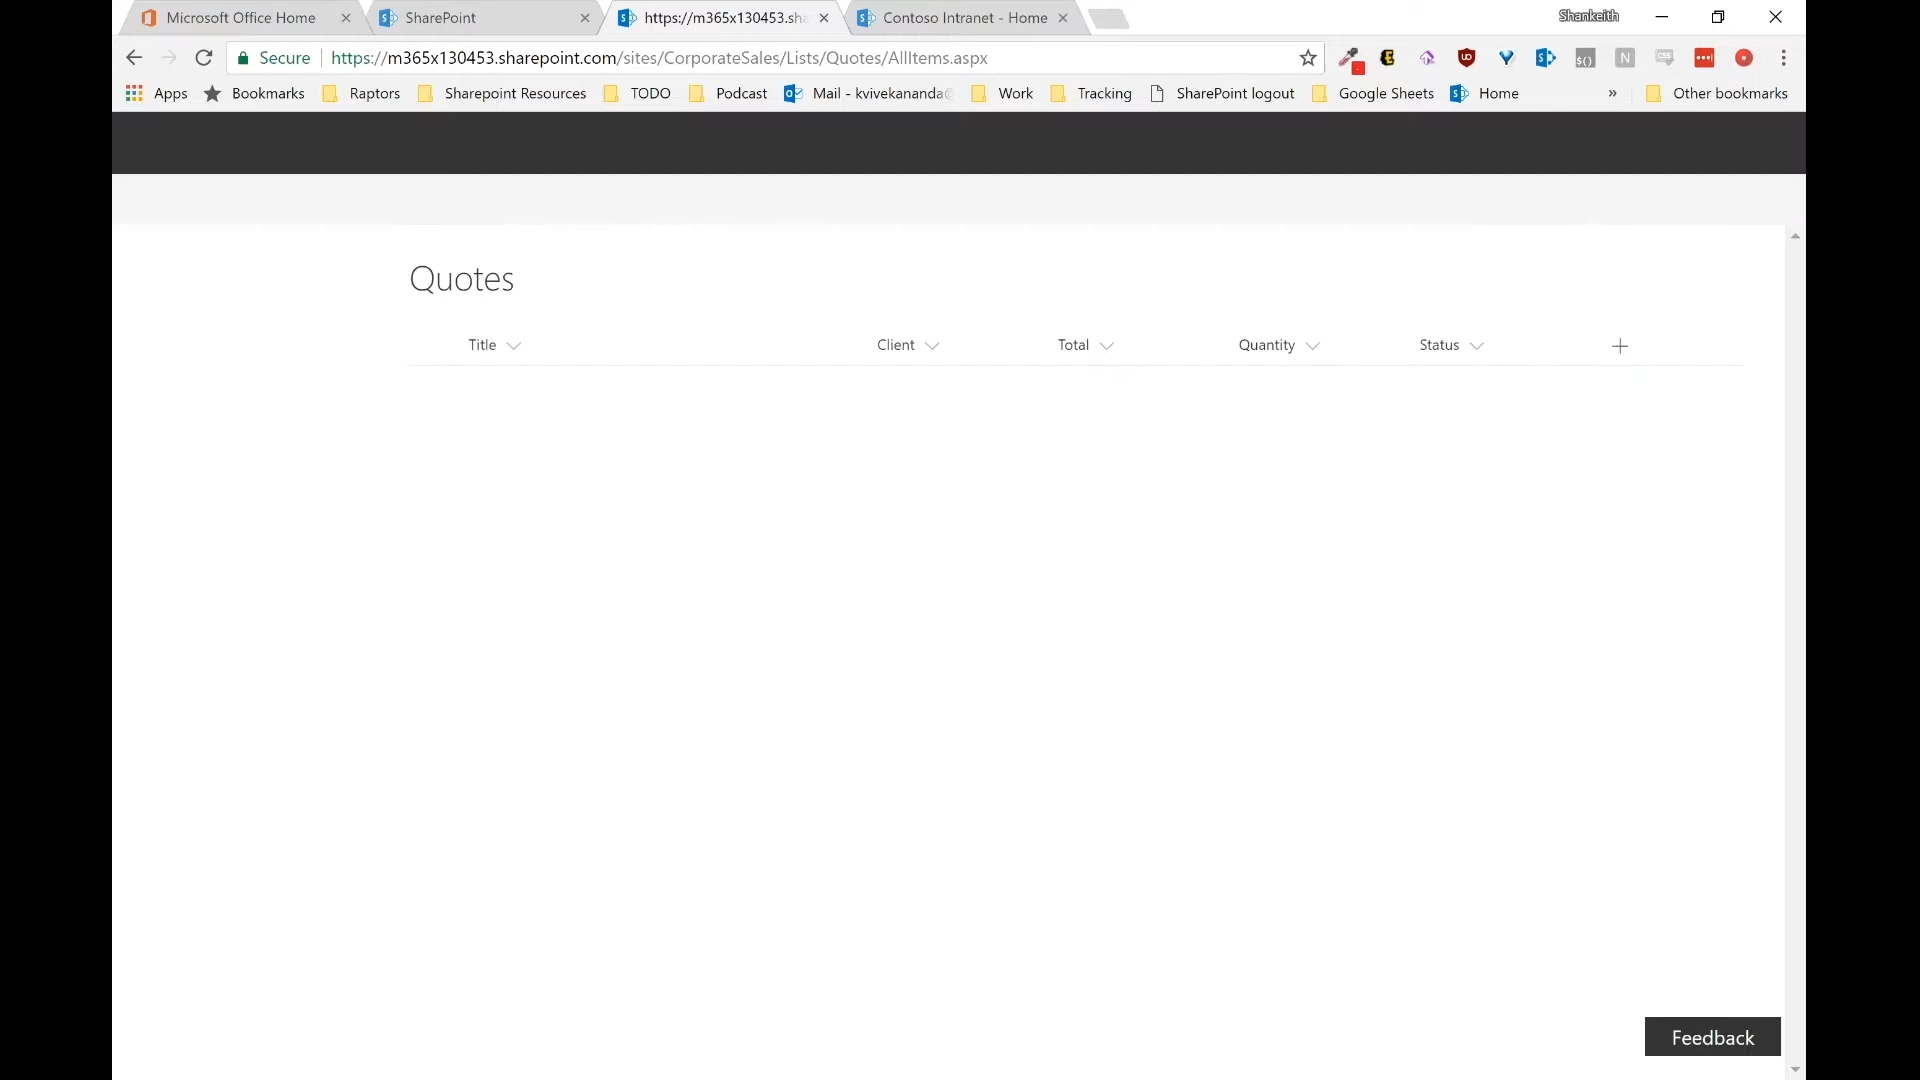 Microsoft Office Home
SharePoint
https://m365x130453.sha
Contoso Intranet - Home
Shankeith
Secure
https://m365x130453.sharepoint.com/sites/CorporateSales/Lists/Quotes/AllItems.aspx
Apps
Bookmarks
Raptors
Sharepoint Resources
TODO
Podcast
Mail - kvivekananda@
Work
Tracking
SharePoint logout
Google Sheets
Home
»
Other bookmarks
Quotes
Title
Client
Total
Quantity
Status
Feedback